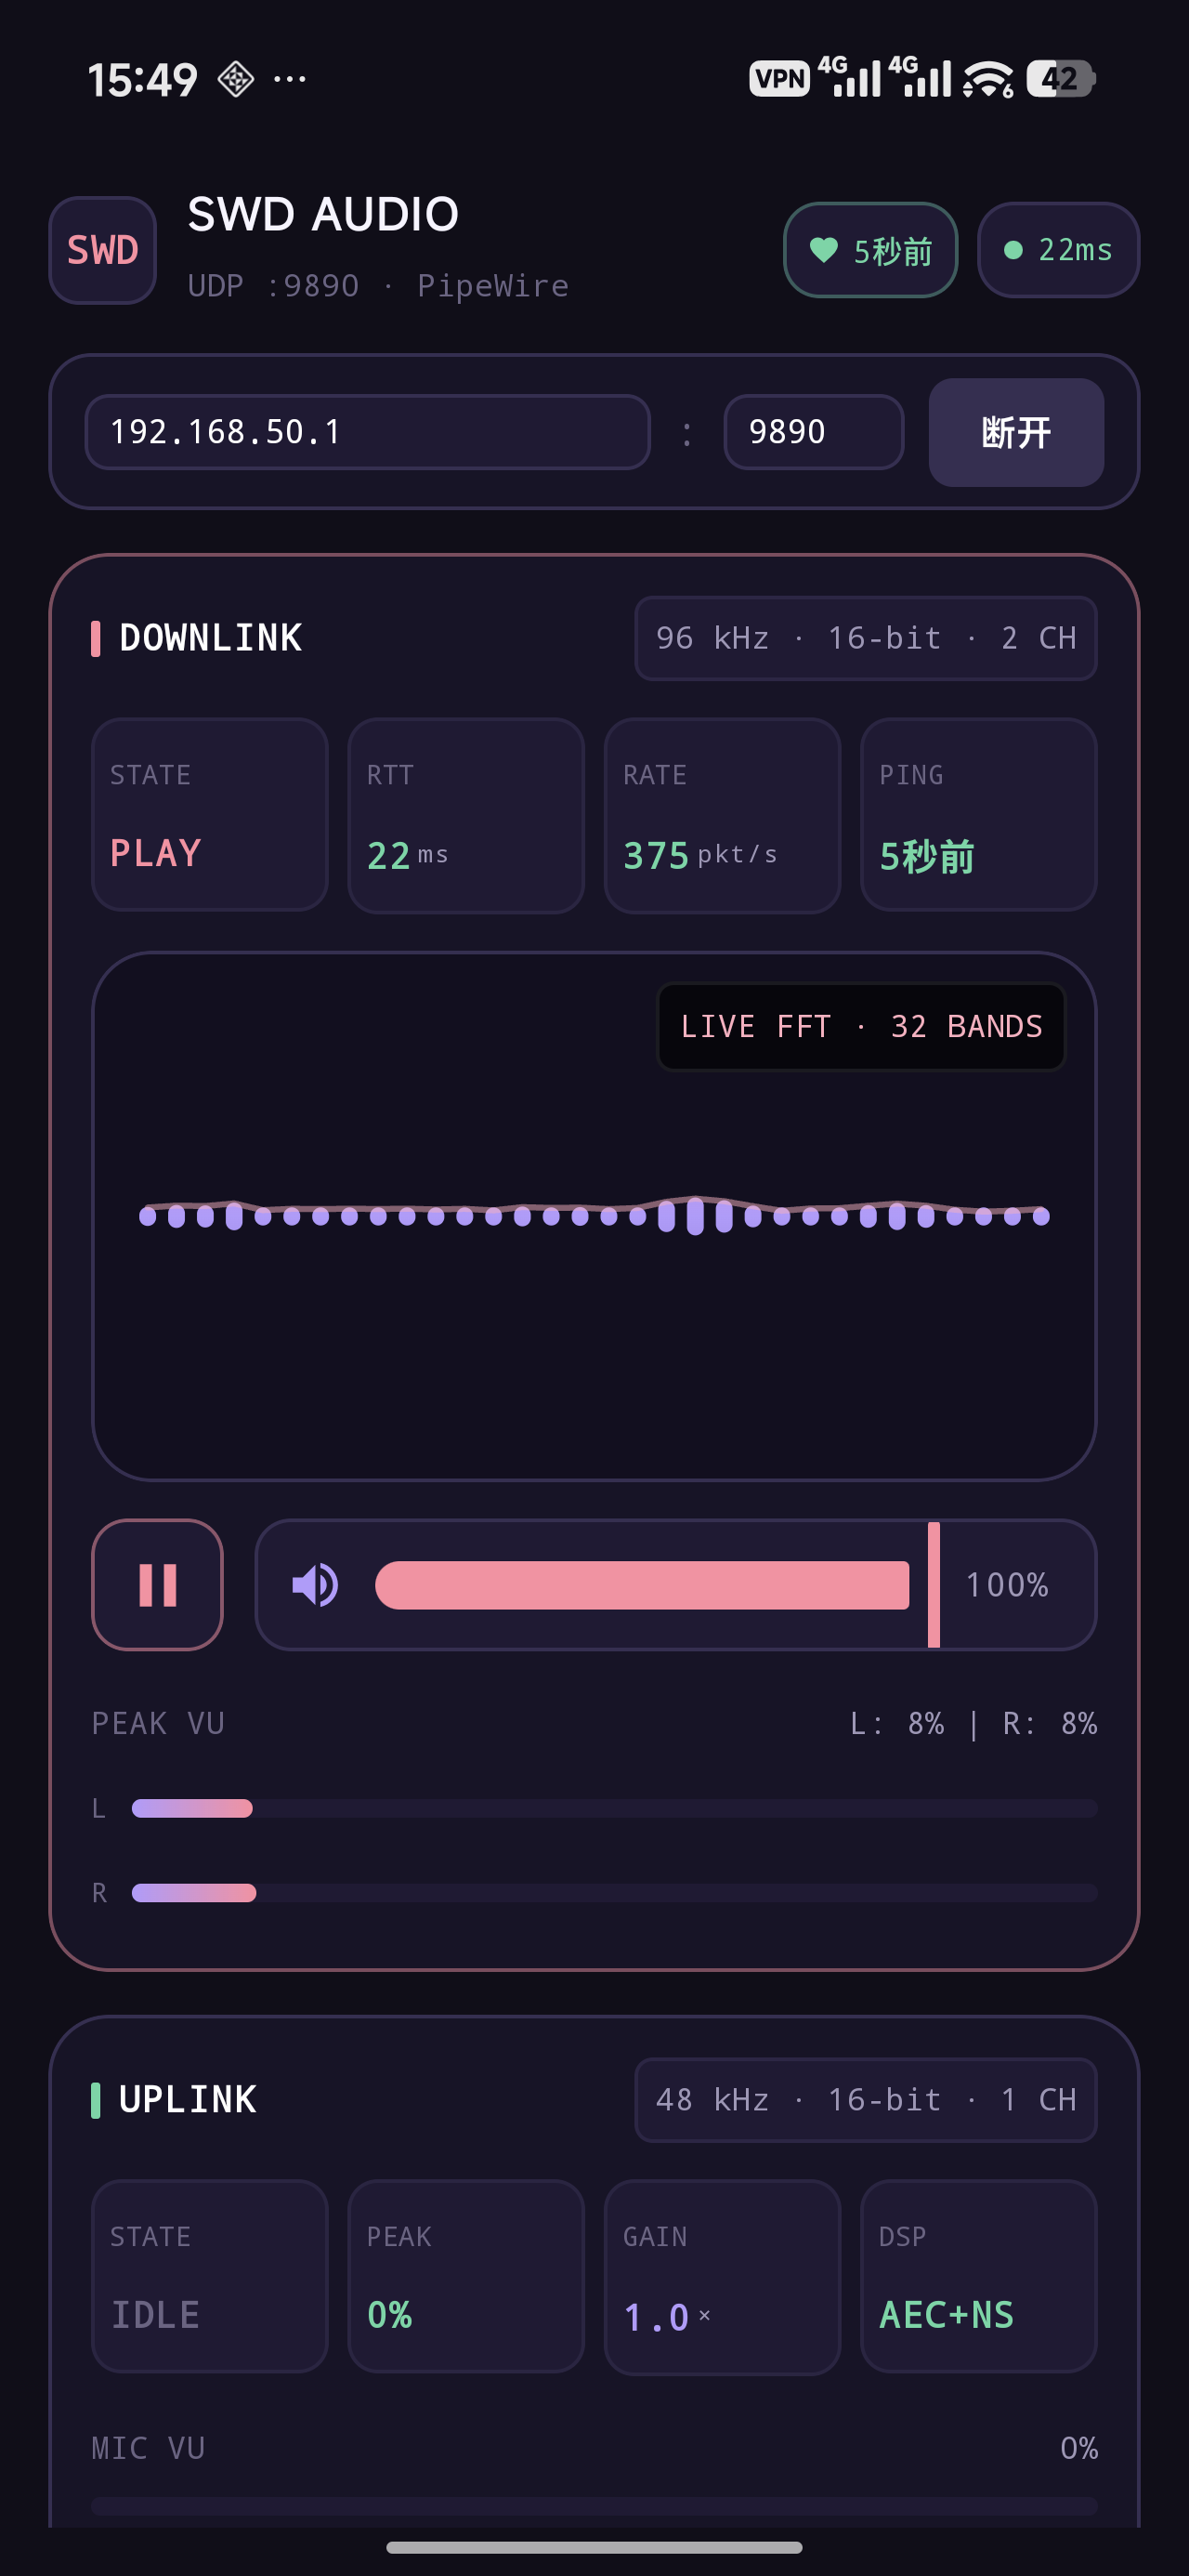 15:49 ... VPN 4G 4G 6 42
SWD
SWD AUDIO
UDP :9890 · PipeWire
5秒前
22ms
192.168.50.1 : 9890 断开
DOWNLINK
96 kHz · 16-bit · 2 CH
STATE RTT RATE PING
PLAY 22 ms 375 pkt/s 5秒前
LIVE FFT · 32 BANDS
100%
PEAK VU L: 8% | R: 8%
L
R
UPLINK
48 kHz · 16-bit · 1 CH
STATE PEAK GAIN DSP
IDLE 0% 1.0 × AEC+NS
MIC VU 0%